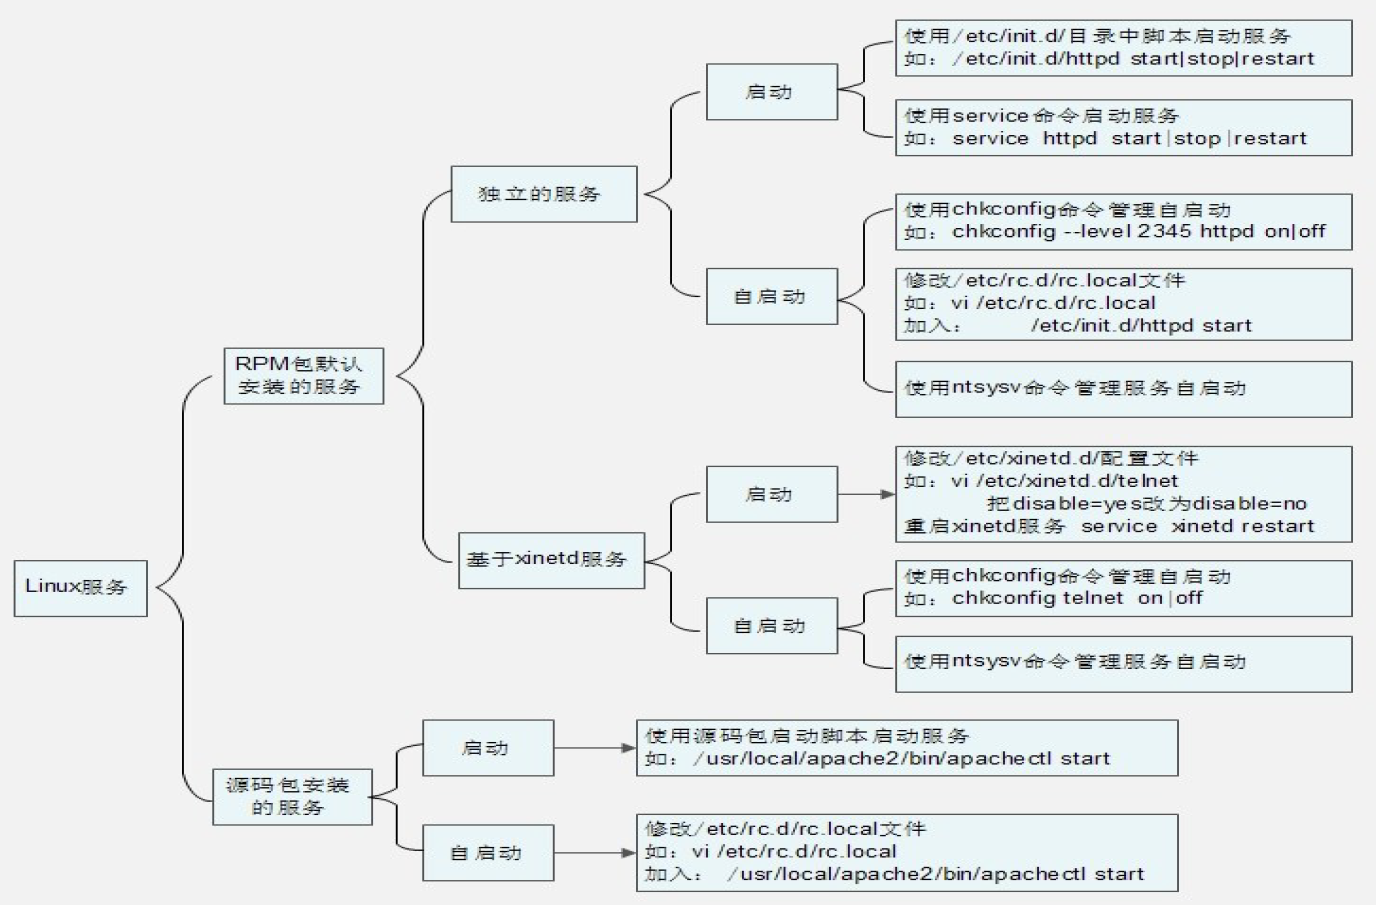 Linux服务
RPM包默认
安装的服务
独立的服务
启动
使用/etc/init.d/目录中脚本启动服务
如：/etc/init.d/httpd start|stop|restart
使用service命令启动服务
如：service httpd start|stop|restart
自启动
使用chkconfig命令管理自启动
如：chkconfig --level 2345 httpd on|off
修改/etc/rc.d/rc.local文件
如：vi /etc/rc.d/rc.local
加入： /etc/init.d/httpd start
使用ntsysv命令管理服务自启动
基于xinetd服务
启动
修改/etc/xinetd.d/配置文件
如：vi /etc/xinetd.d/telnet
把disable=yes改为disable=no
重启xinetd服务 service xinetd restart
自启动
使用chkconfig命令管理自启动
如：chkconfig telnet on|off
使用ntsysv命令管理服务自启动
源码包安装
的服务
启动
使用源码包启动脚本启动服务
如：/usr/local/apache2/bin/apachectl start
自启动
修改/etc/rc.d/rc.local文件
如：vi /etc/rc.d/rc.local
加入： /usr/local/apache2/bin/apachectl start